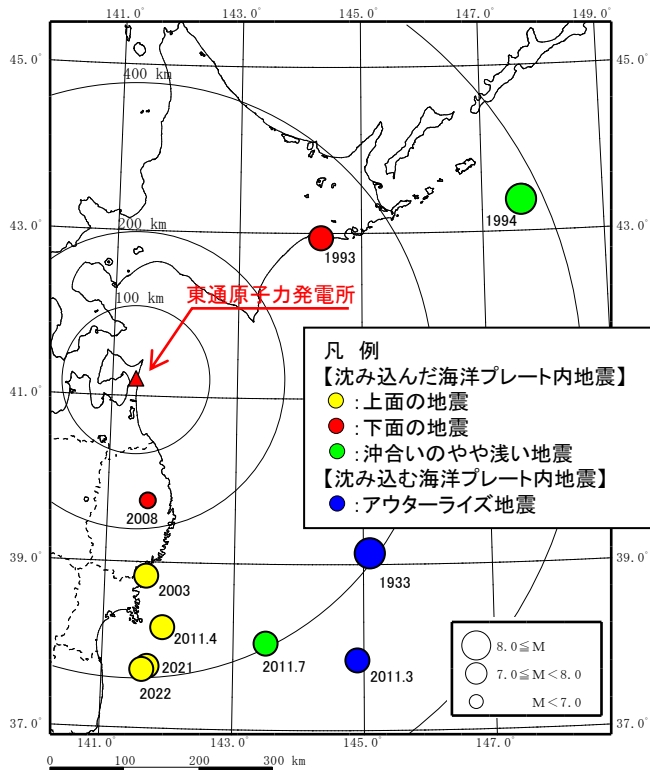 141.0° 143.0° 145.0° 147.0° 149.0°
45.0° 45.0°
400 km
1994
43.0° 43.0°
200 km
1993
東通原子力発電所
100 km
凡 例
【沈み込んだ海洋プレート内地震】
:上面の地震
:下面の地震
:沖合いのやや浅い地震
【沈み込む海洋プレート内地震】
:アウターライズ地震
41.0°
2008
39.0° 39.0°
2003 1933
2011.4
2021 2011.7 2011.3
2022
8.0≦M
7.0≦M<8.0
M<7.0
37.0° 37.0°
141.0° 143.0° 145.0° 147.0°
0 100 200 300 km